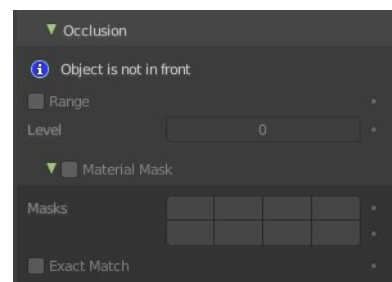 Occlusion
Object is not in front
Range
Level 0
Material Mask
Masks
Exact Match